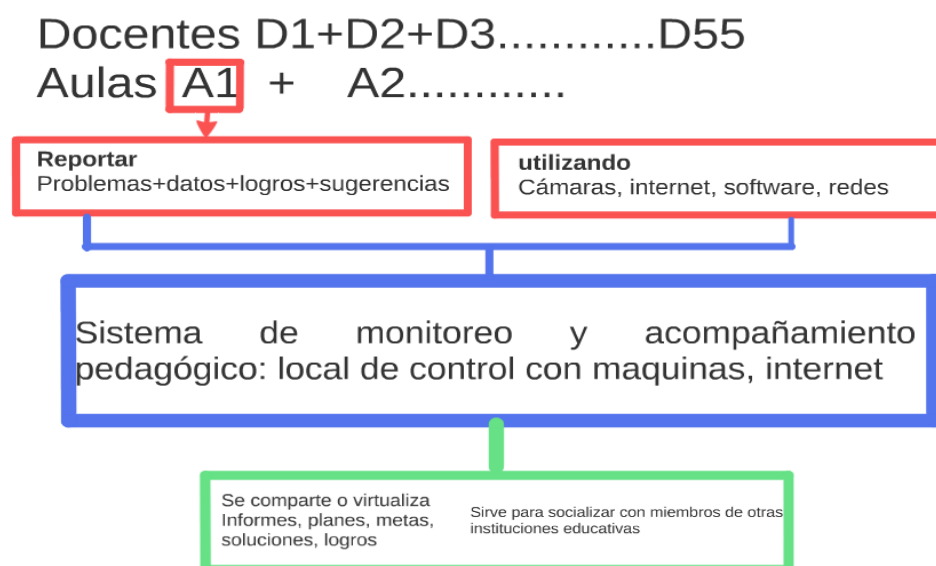 Docentes D1+D2+D3............D55
Aulas A1 + A2............
Reportar
Problemas+datos+logros+sugerencias
utilizando
Cámaras, internet, software, redes
Sistema de monitoreo y acompañamiento
pedagógico: local de control con maquinas, internet
Se comparte o virtualiza
Informes, planes, metas,
soluciones, logros
Sirve para socializar con miembros de otras
instituciones educativas